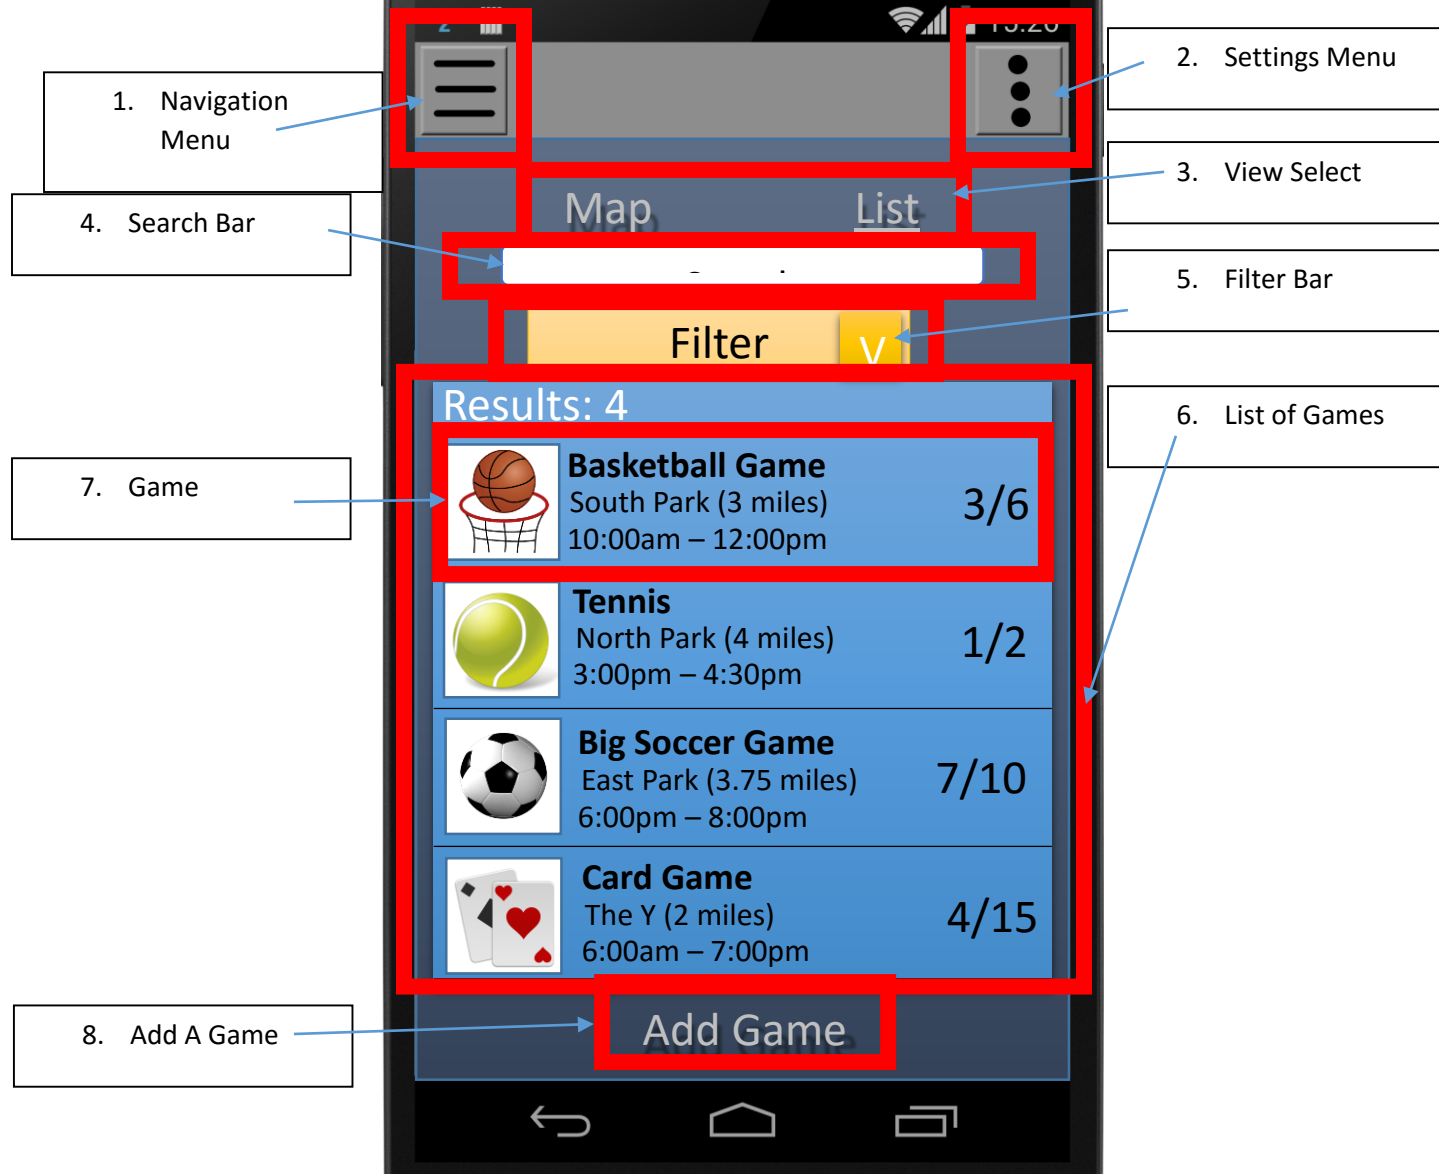 2
15:26
1. Navigation
Menu
2. Settings Menu
3. View Select
Map List
4. Search Bar
5. Filter Bar
Filter V
Results: 4
6. List of Games
7. Game
Basketball Game
South Park (3 miles)
10:00am – 12:00pm
3/6
Tennis
North Park (4 miles)
3:00pm – 4:30pm
1/2
Big Soccer Game
East Park (3.75 miles)
6:00pm – 8:00pm
7/10
Card Game
The Y (2 miles)
6:00am – 7:00pm
4/15
8. Add A Game
Add Game